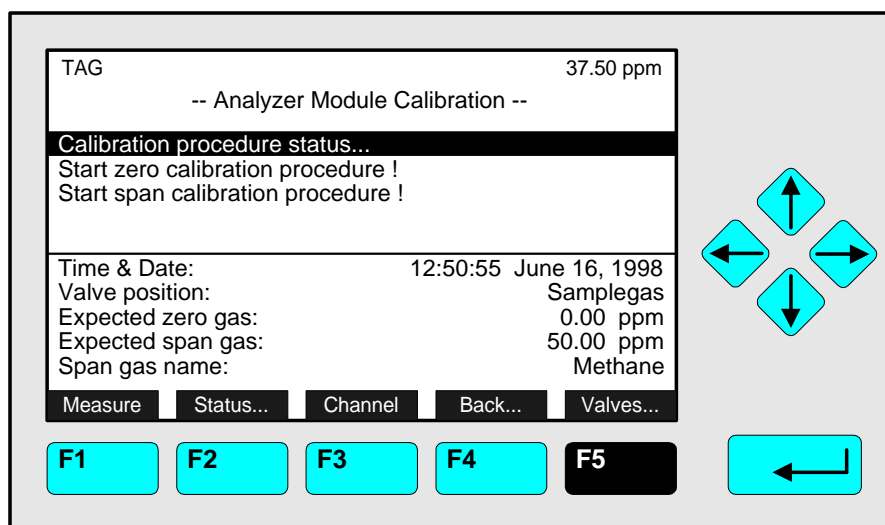 TAG 37.50 ppm
-- Analyzer Module Calibration --
Calibration procedure status...
Start zero calibration procedure !
Start span calibration procedure !
Time & Date: 12:50:55 June 16, 1998
Valve position: Samplegas
Expected zero gas: 0.00 ppm
Expected span gas: 50.00 ppm
Span gas name: Methane
Measure Status... Channel Back... Valves...
F1 F2 F3 F4 F5